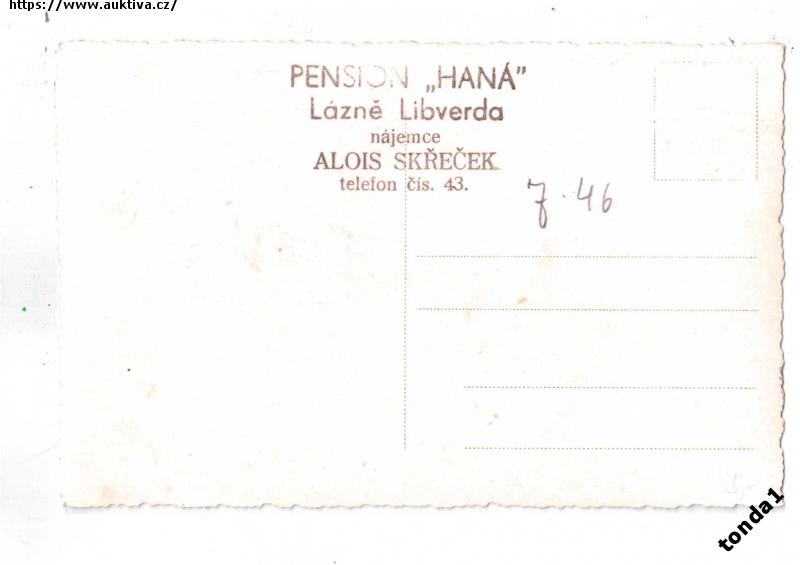 https://www.auktiva.cz/
PENSION „HANÁ”
Lázně Libverda
nájemce
ALOIS SKŘEČEK
telefon čís. 43.
7.46
tonda1